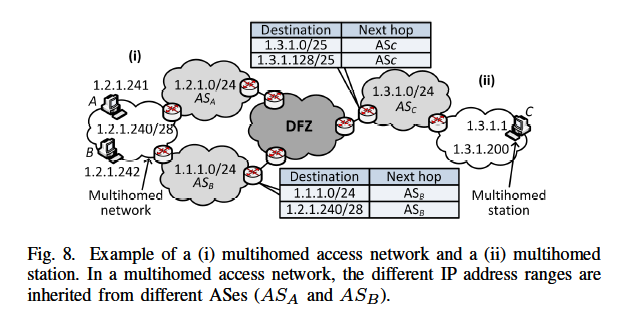 Destination Next hop
1.3.1.0/25 ASC
1.3.1.128/25 ASC
(i)
(ii)
1.2.1.241
A
1.2.1.0/24
ASA
1.3.1.0/24
ASC
C
1.2.1.240/28
DFZ
1.3.1.1
1.3.1.200
B
1.2.1.242
1.1.1.0/24
ASB
Multihomed
network
Destination Next hop
1.1.1.0/24 ASB
1.2.1.240/28 ASB
Multihomed
station
Fig. 8. Example of a (i) multihomed access network and a (ii) multihomed
station. In a multihomed access network, the different IP address ranges are
inherited from different ASes (ASA and ASB).